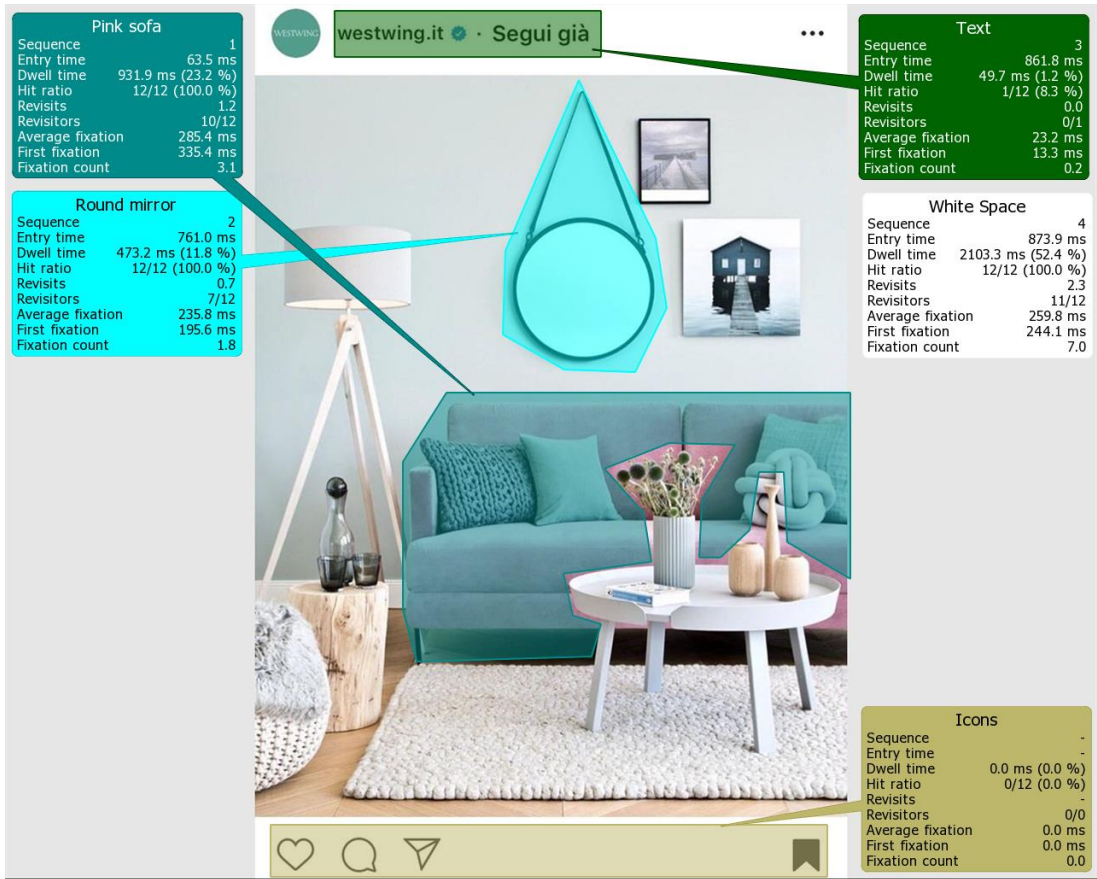 Pink sofa
Sequence 1
Entry time 63.5 ms
Dwell time 931.9 ms (23.2 %)
Hit ratio 12/12 (100.0 %)
Revisits 1.2
Revisitors 10/12
Average fixation 285.4 ms
First fixation 335.4 ms
Fixation count 3.1
Round mirror
Sequence 2
Entry time 761.0 ms
Dwell time 473.2 ms (11.8 %)
Hit ratio 12/12 (100.0 %)
Revisits 0.7
Revisitors 7/12
Average fixation 235.8 ms
First fixation 195.6 ms
Fixation count 1.8
WESTWING
westwing.it · Segui già
Text
Sequence 3
Entry time 861.8 ms
Dwell time 49.7 ms (1.2 %)
Hit ratio 1/12 (8.3 %)
Revisits 0.0
Revisitors 0/1
Average fixation 23.2 ms
First fixation 13.3 ms
Fixation count 0.2
White Space
Sequence 4
Entry time 873.9 ms
Dwell time 2103.3 ms (52.4 %)
Hit ratio 12/12 (100.0 %)
Revisits 2.3
Revisitors 11/12
Average fixation 259.8 ms
First fixation 244.1 ms
Fixation count 7.0
Icons
Sequence -
Entry time -
Dwell time 0.0 ms (0.0 %)
Hit ratio 0/12 (0.0 %)
Revisits -
Revisitors 0/0
Average fixation 0.0 ms
First fixation 0.0 ms
Fixation count 0.0